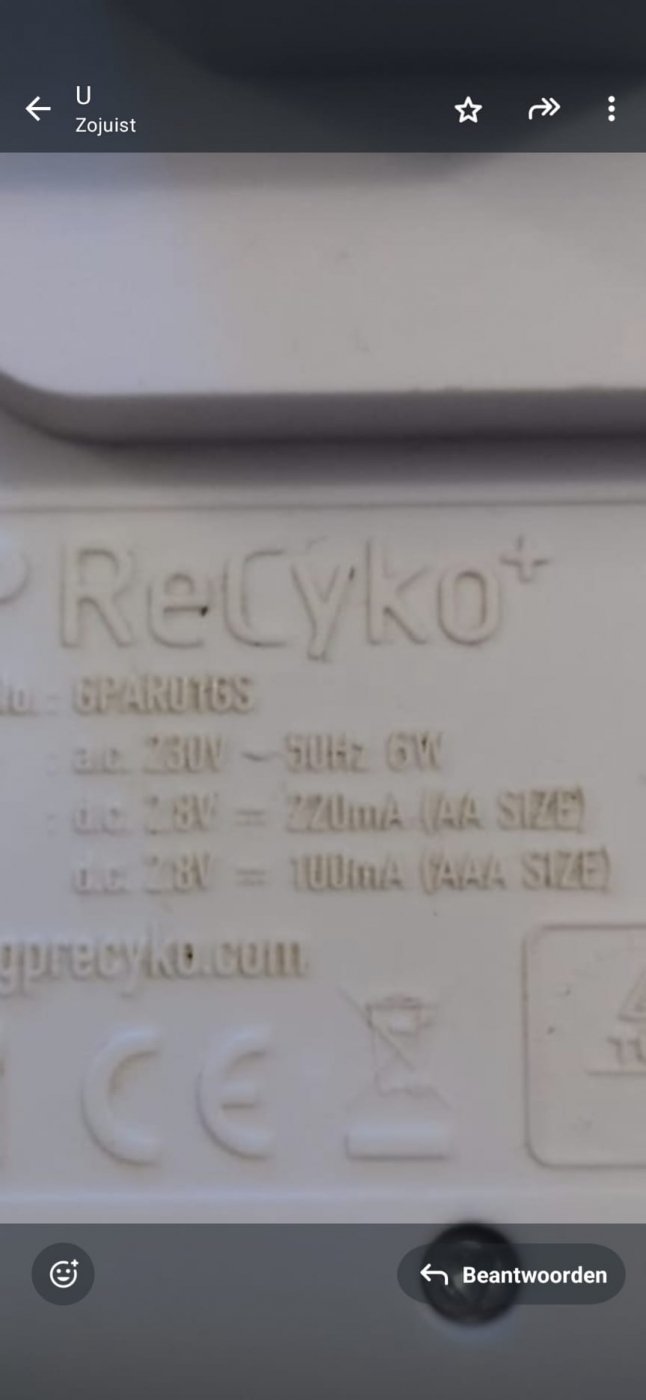 U
Zojuist
ReCyko+
: GPAR016S
: a.c. 230V ~ 50Hz 6W
: d.c. 2.8V = 220mA (AA SIZE)
d.c. 2.8V = 100mA (AAA SIZE)
gprecyko.com
CE
Beantwoorden